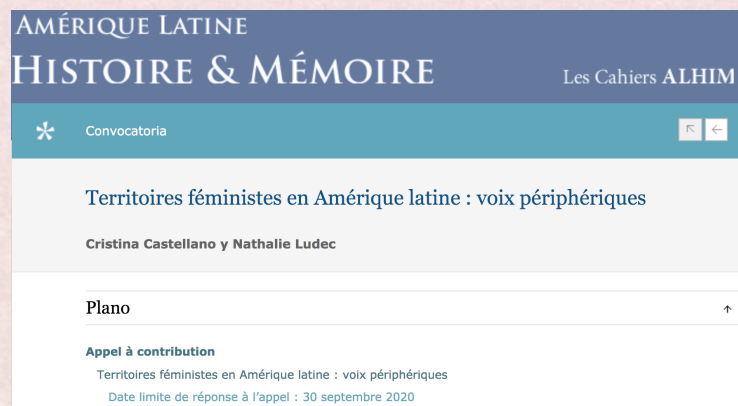 AMÉRIQUE LATINE
HISTOIRE & MÉMOIRE
Les Cahiers ALHIM
Convocatoria
Territoires féministes en Amérique latine : voix périphériques
Cristina Castellano y Nathalie Ludec
Plano
Appel à contribution
Territoires féministes en Amérique latine : voix périphériques
Date limite de réponse à l'appel : 30 septembre 2020